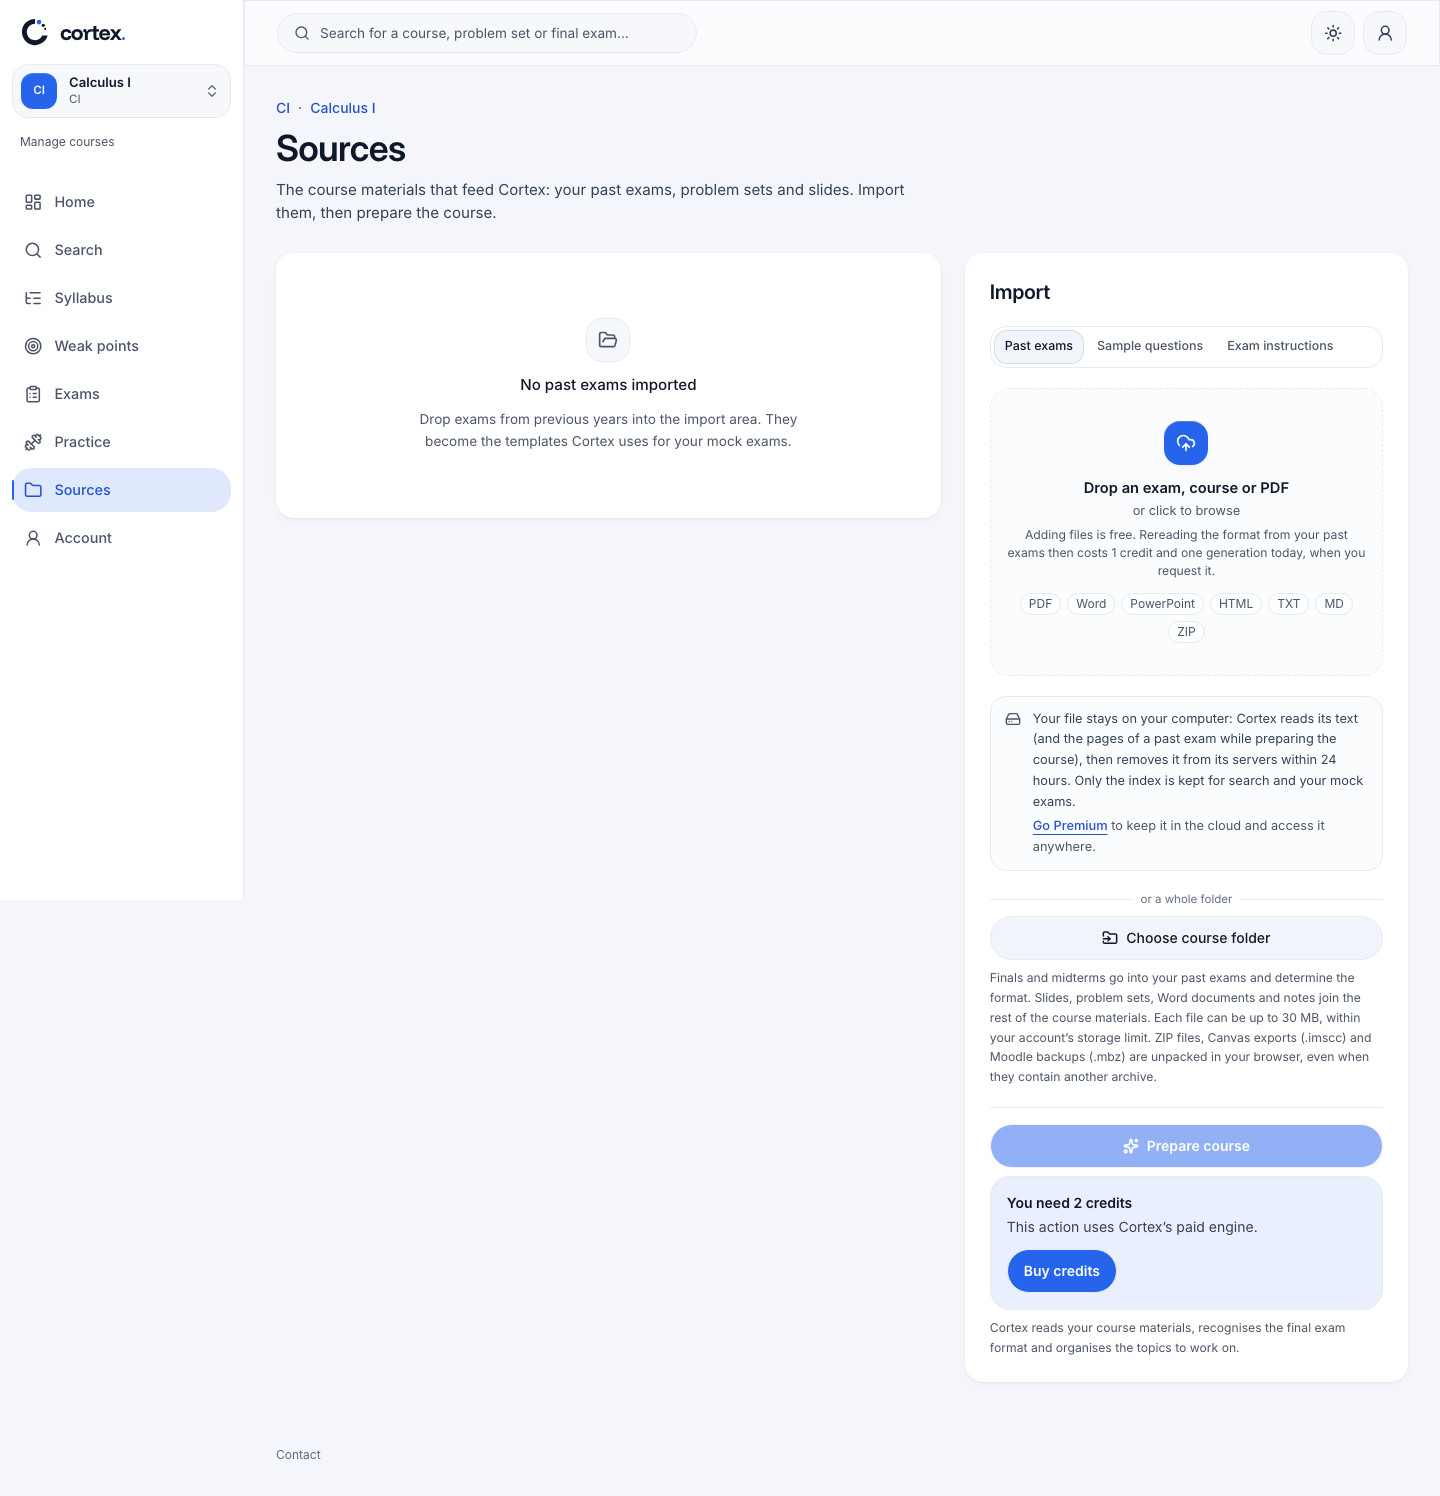 cortex.
CI
Calculus I
CI
Manage courses
Home
Search
Syllabus
Weak points
Exams
Practice
Sources
Account
Search for a course, problem set or final exam...
CI · Calculus I
Sources
The course materials that feed Cortex: your past exams, problem sets and slides. Import
them, then prepare the course.
No past exams imported
Drop exams from previous years into the import area. They
become the templates Cortex uses for your mock exams.
Import
Past exams
Sample questions
Exam instructions
Drop an exam, course or PDF
or click to browse
Adding files is free. Rereading the format from your past
exams then costs 1 credit and one generation today, when you
request it.
PDF
Word
PowerPoint
HTML
TXT
MD
ZIP
Your file stays on your computer: Cortex reads its text
(and the pages of a past exam while preparing the
course), then removes it from its servers within 24
hours. Only the index is kept for search and your mock
exams.
Go Premium to keep it in the cloud and access it
anywhere.
or a whole folder
Choose course folder
Finals and midterms go into your past exams and determine the
format. Slides, problem sets, Word documents and notes join the
rest of the course materials. Each file can be up to 30 MB, within
your account’s storage limit. ZIP files, Canvas exports (.imscc) and
Moodle backups (.mbz) are unpacked in your browser, even when
they contain another archive.
Prepare course
You need 2 credits
This action uses Cortex’s paid engine.
Buy credits
Cortex reads your course materials, recognises the final exam
format and organises the topics to work on.
Contact